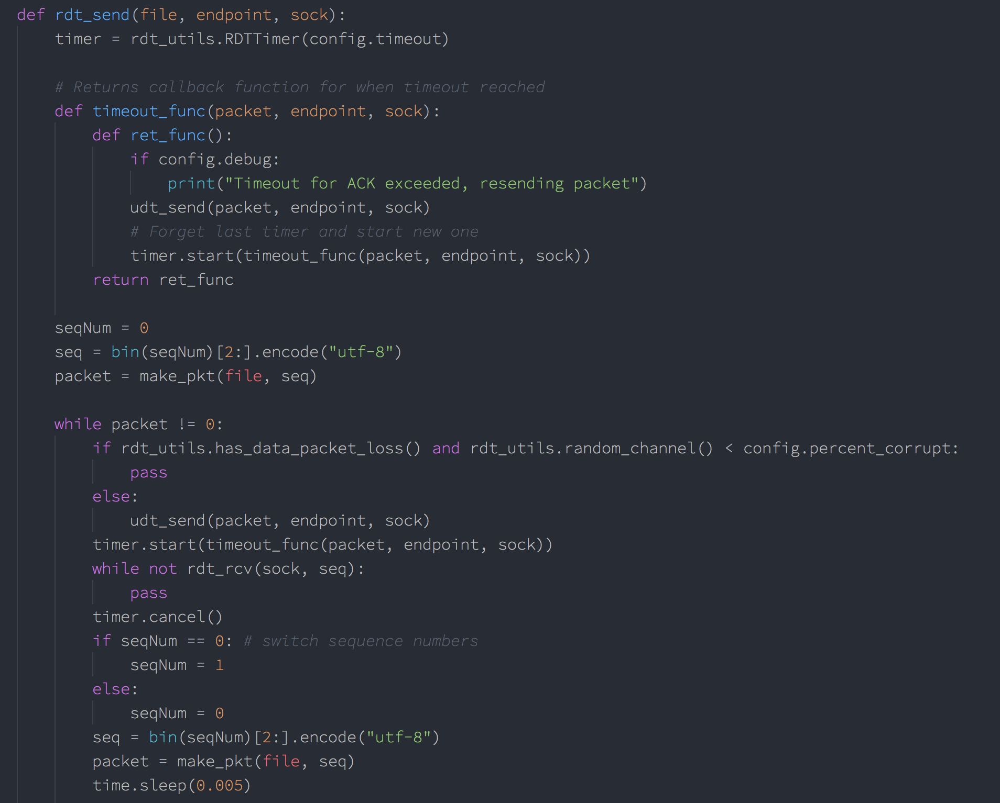 def rdt_send(file, endpoint, sock):
    timer = rdt_utils.RDTTimer(config.timeout)

    # Returns callback function for when timeout reached
    def timeout_func(packet, endpoint, sock):
        def ret_func():
            if config.debug:
                print("Timeout for ACK exceeded, resending packet")
            udt_send(packet, endpoint, sock)
            # Forget last timer and start new one
            timer.start(timeout_func(packet, endpoint, sock))
        return ret_func

    seqNum = 0
    seq = bin(seqNum)[2:].encode("utf-8")
    packet = make_pkt(file, seq)

    while packet != 0:
        if rdt_utils.has_data_packet_loss() and rdt_utils.random_channel() < config.percent_corrupt:
            pass
        else:
            udt_send(packet, endpoint, sock)
        timer.start(timeout_func(packet, endpoint, sock))
        while not rdt_rcv(sock, seq):
            pass
        timer.cancel()
        if seqNum == 0: # switch sequence numbers
            seqNum = 1
        else:
            seqNum = 0
        seq = bin(seqNum)[2:].encode("utf-8")
        packet = make_pkt(file, seq)
        time.sleep(0.005)